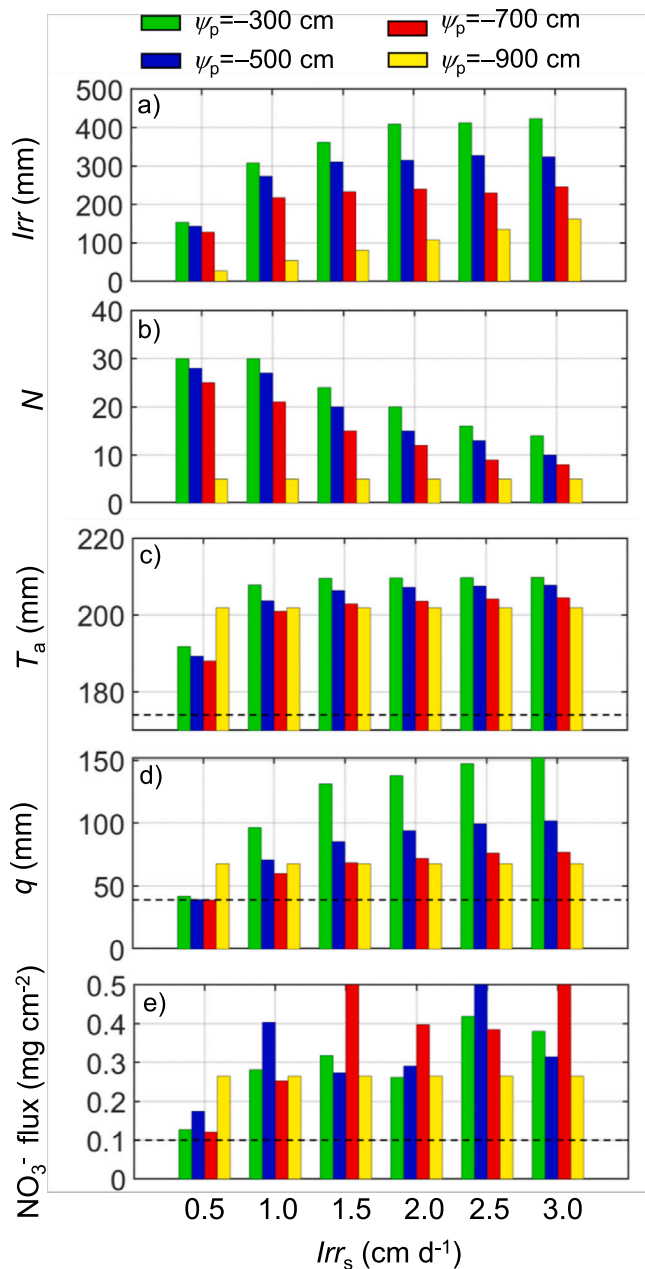 ψp=–300 cm ψp=–700 cm
ψp=–500 cm ψp=–900 cm
a)
Irr (mm)
500
400
300
200
100
0
b)
N
40
30
20
10
0
c)
Ta (mm)
220
200
180
d)
q (mm)
150
100
50
0
e)
NO3- flux (mg cm-2)
0.5
0.4
0.3
0.2
0.1
0
0.5 1.0 1.5 2.0 2.5 3.0
Irrs (cm d-1)